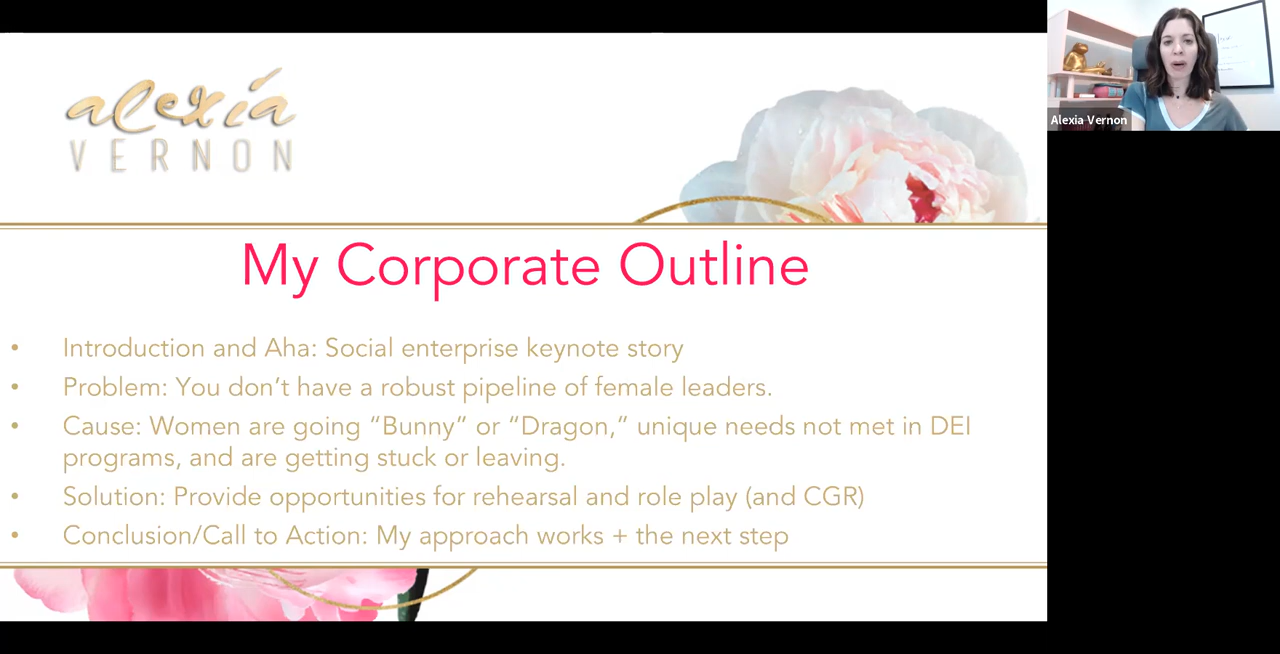 alexia
VERNON
My Corporate Outline
• Introduction and Aha: Social enterprise keynote story
• Problem: You don’t have a robust pipeline of female leaders.
• Cause: Women are going “Bunny” or “Dragon,” unique needs not met in DEI
programs, and are getting stuck or leaving.
• Solution: Provide opportunities for rehearsal and role play (and CGR)
• Conclusion/Call to Action: My approach works + the next step
Alexia Vernon